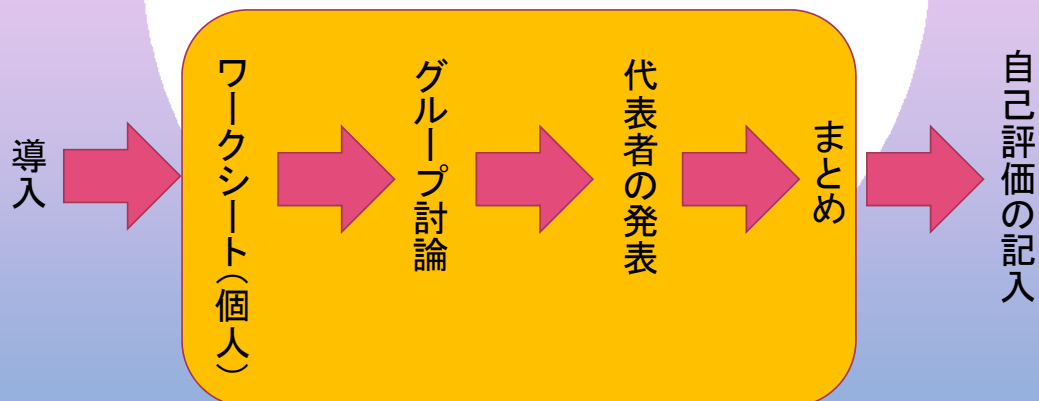 導入
ワークシート（個人）
グループ討論
代表者の発表
まとめ
自己評価の記入